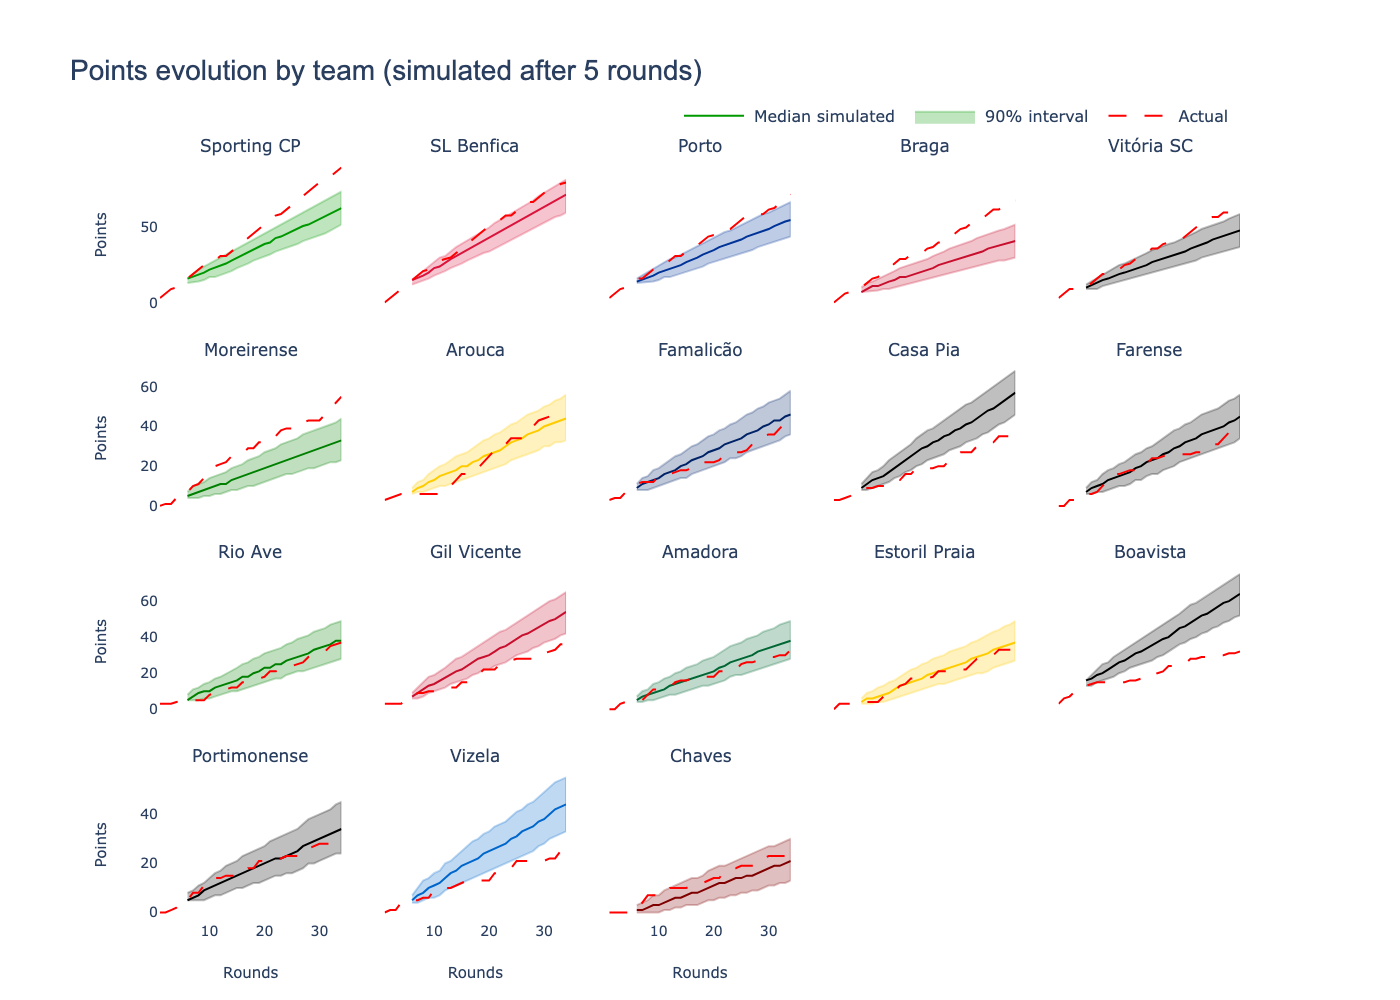 Points evolution by team (simulated after 5 rounds)
Median simulated 90% interval Actual
Sporting CP SL Benfica Porto Braga Vitória SC
Points
50
0
Moreirense Arouca Famalicão Casa Pia Farense
Points
60
40
20
0
Rio Ave Gil Vicente Amadora Estoril Praia Boavista
Points
60
40
20
0
Portimonense Vizela Chaves
Points
40
20
0
10 20 30 10 20 30 10 20 30
Rounds Rounds Rounds